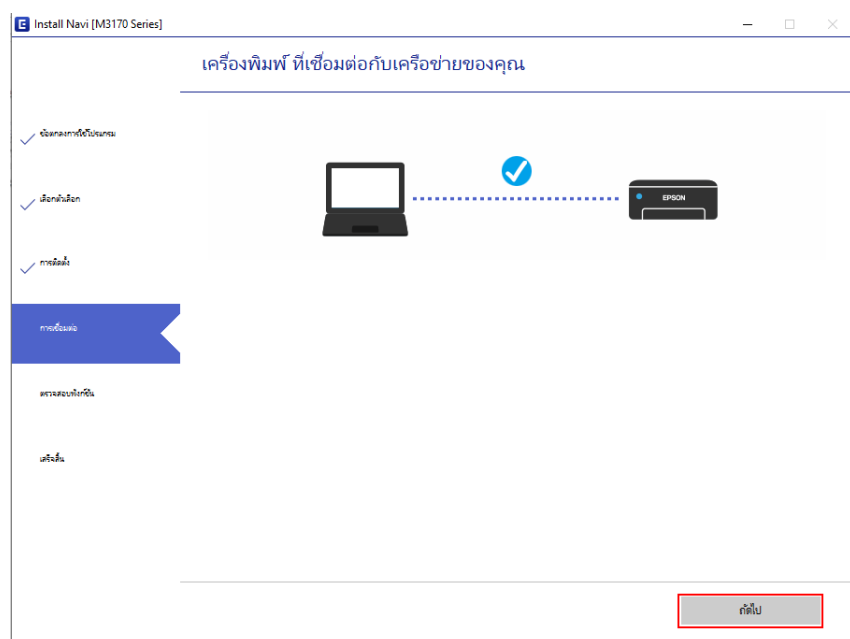 Install Navi [M3170 Series]
เครื่องพิมพ์ ที่เชื่อมต่อกับเครือข่ายของคุณ
ข้อตกลงการใช้โปรแกรม
เลือกตัวเลือก
การติดตั้ง
EPSON
การเชื่อมต่อ
ตรวจสอบฟังก์ชัน
เสร็จสิ้น
ถัดไป